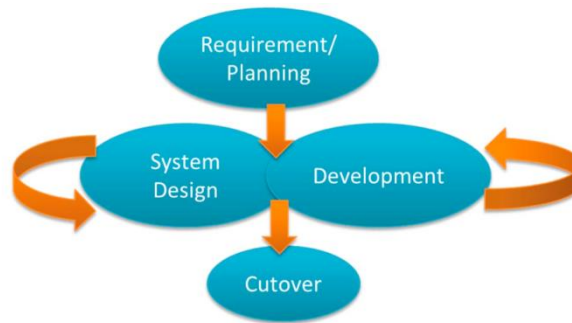 Requirement/
Planning
System
Design
Development
Cutover